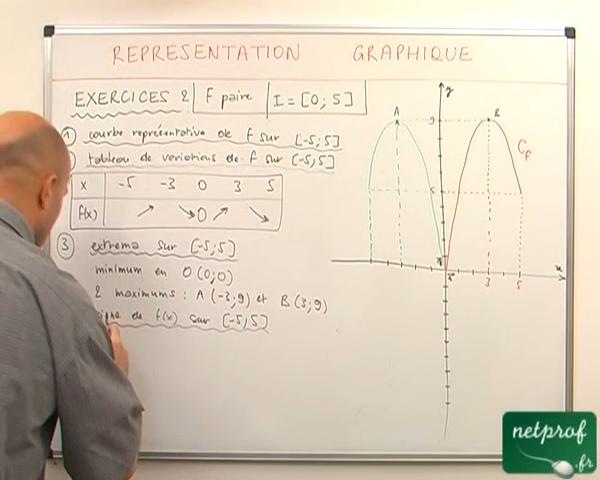 REPRESENTATION GRAPHIQUE
EXERCICES 2 F paire I = [0; 5]
1 courbe représentative de f sur [-5;5]
tableau de variations de f sur [-5;5]
x -5 -3 0 3 5
f(x) ↗ ↘ 0 ↗ ↘
3 extrema sur [-5;5]
minimum en O(0;0)
2 maximums : A (-3;9) et B(3;9)
de f(x) sur [-5;5]
y
A
B
9
Cf
5
x
3 5
netprof
.fr